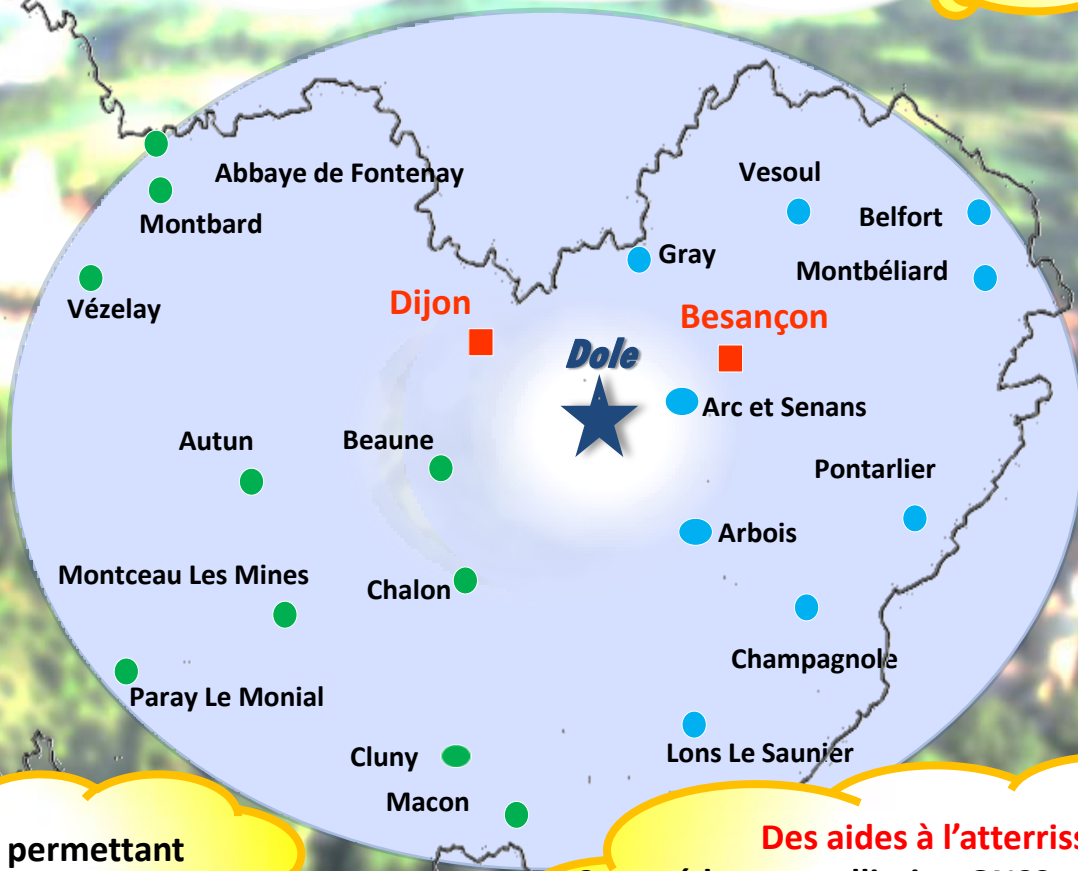 Abbaye de Fontenay
Vesoul
Montbard
Belfort
Gray
Montbéliard
Vézelay
Dijon
Besançon
Dole
Arc et Senans
Autun
Beaune
Pontarlier
Arbois
Montceau Les Mines
Chalon
Champagnole
Paray Le Monial
Cluny
Lons Le Saunier
Macon
permettant
Des aides à l'atterriss